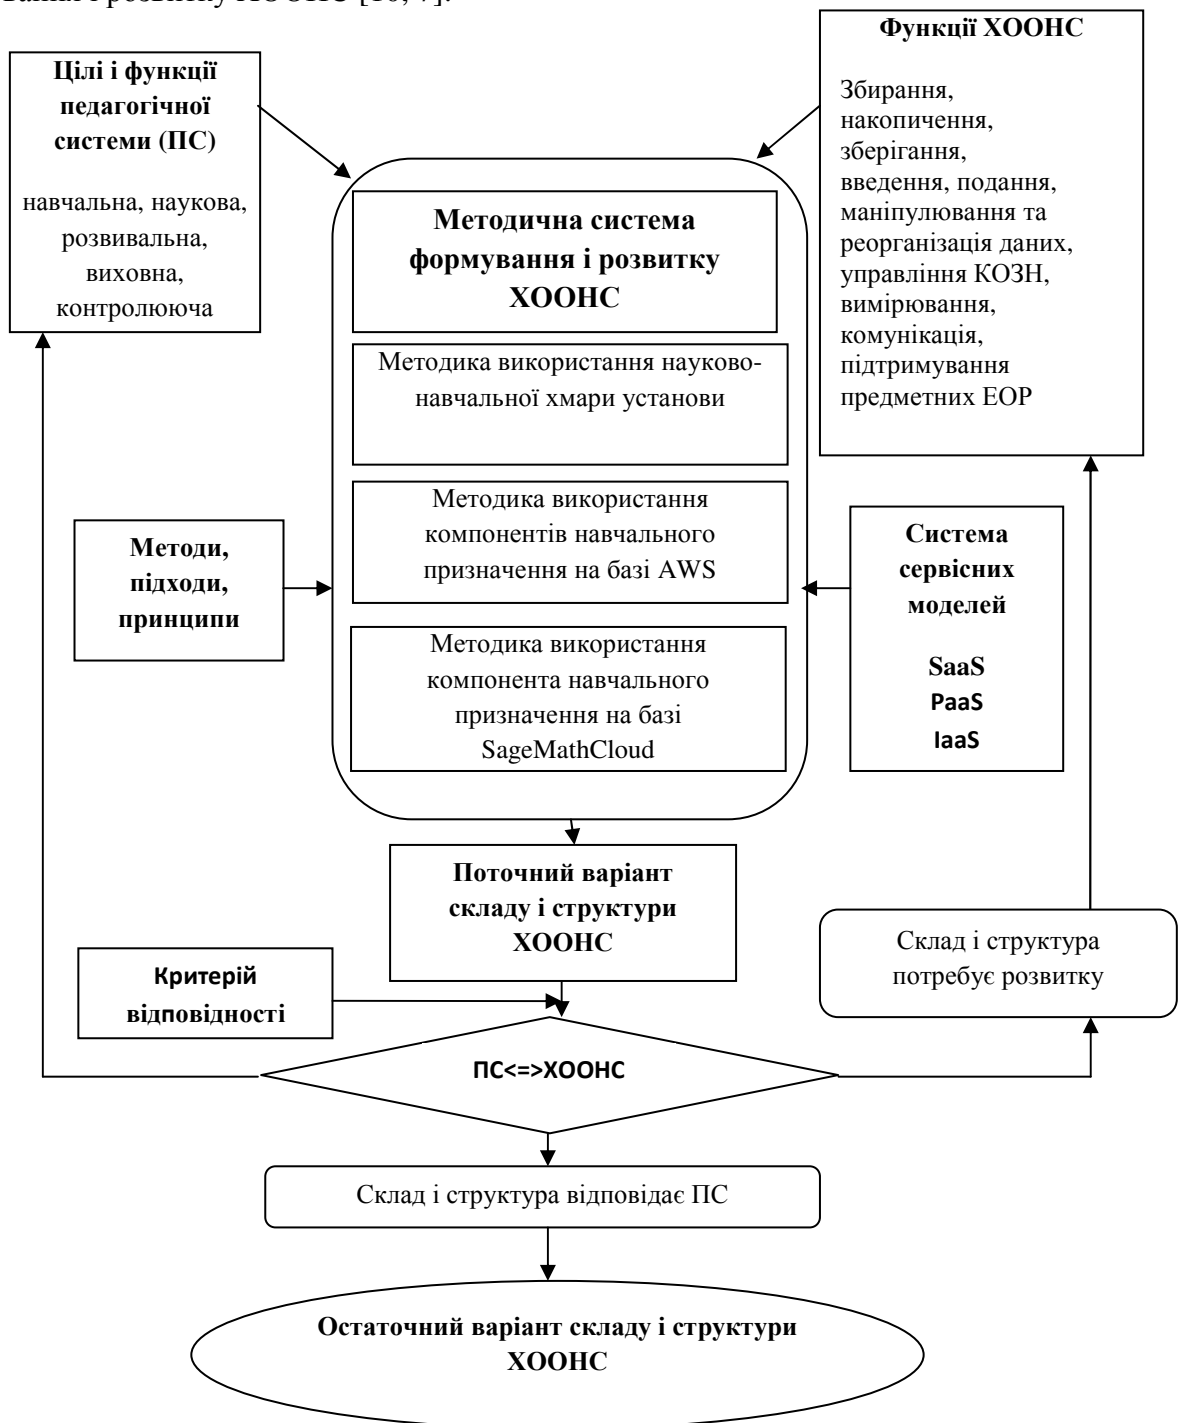 вання і розвитку ХООНС [10, 7].
Функції ХООНС
Збирання,
накопичення,
зберігання,
введення, подання,
маніпулювання та
реорганізація даних,
управління КОЗН,
вимірювання,
комунікація,
підтримування
предметних ЕОР
Цілі і функції
педагогічної
системи (ПС)
навчальна, наукова,
розвивальна,
виховна,
контролююча
Методична система
формування і розвитку
ХООНС
Методика використання науково-
навчальної хмари установи
Методика використання
компонентів навчального
призначення на базі AWS
Методика використання
компонента навчального
призначення на базі
SageMathCloud
Методи,
підходи,
принципи
Система
сервісних
моделей
SaaS
PaaS
IaaS
Поточний варіант
складу і структури
ХООНС
Склад і структура
потребує розвитку
Критерій
відповідності
ПС<=>ХООНС
Склад і структура відповідає ПС
Остаточний варіант складу і структури
ХООНС